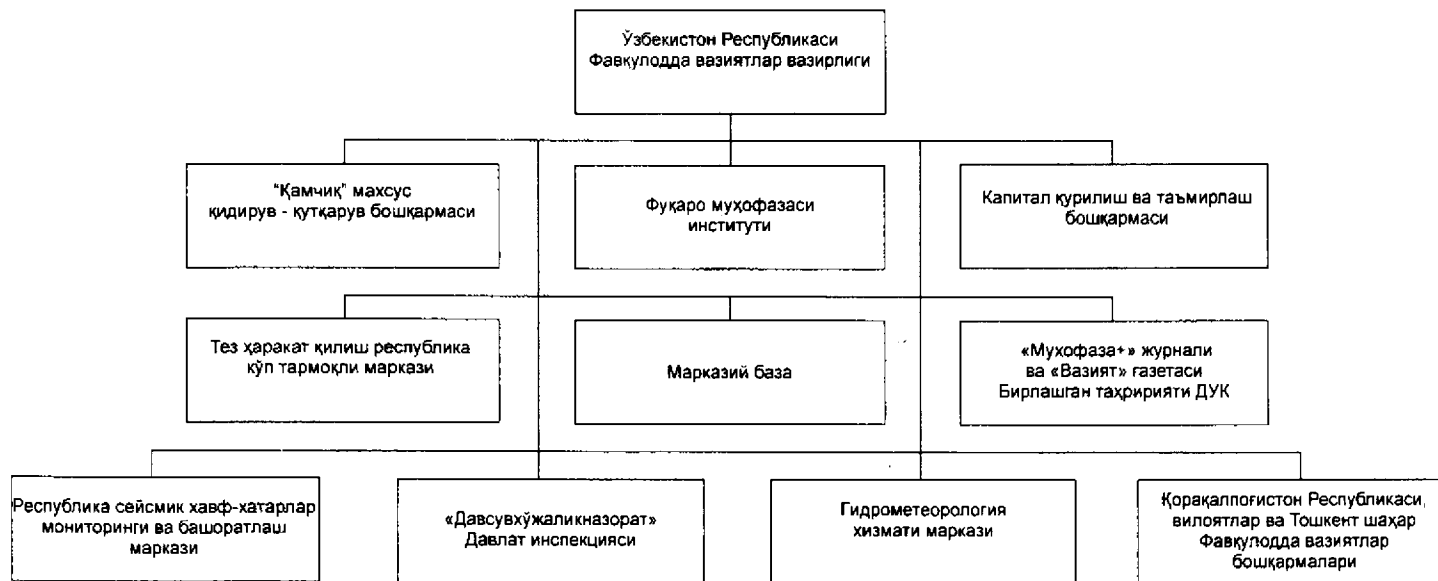 Ўзбекистон Республикаси
Фавқулодда вазиятлар вазирлиги
"Қамчиқ" махсус
қидирув - қутқарув бошқармаси
Фуқаро муҳофазаси
институти
Капитал қурилиш ва таъмирлаш
бошқармаси
Тез ҳаракат қилиш республика
кўп тармоқли маркази
Марказий база
«Мухофаза+» журнали
ва «Вазият» газетаси
Бирлашган таҳририяти ДУК
Республика сейсмик хавф-хатарлар
мониторинги ва башоратлаш
маркази
«Давсувхўжаликназорат»
Давлат инспекцияси
Гидрометеорология
хизмати маркази
Қорақалпоғистон Республикаси,
вилоятлар ва Тошкент шаҳар
Фавқулодда вазиятлар
бошқармалари